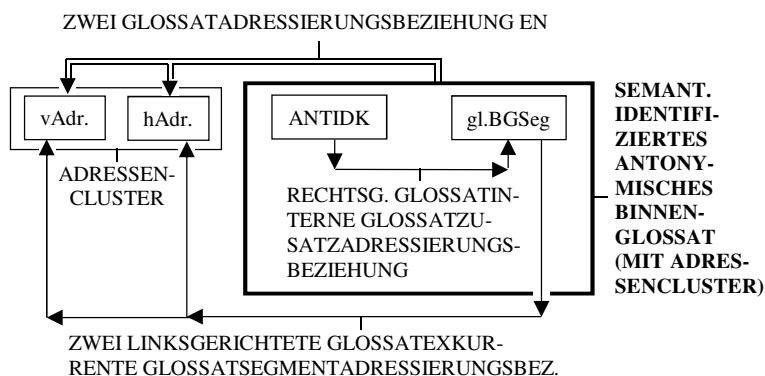 ZWEI GLOSSATADRESSIERUNGSBEZIEHUNG EN
vAdr.
hAdr.
ADRESSEN-
CLUSTER
ANTIDK
gl.BGSeg
RECHTSG. GLOSSATIN-
TERNE GLOSSATZU-
SATZADRESSIERUNGS-
BEZIEHUNG
SEMANT.
IDENTIFI-
ZIERTES
ANTONY-
MISCHES
BINNEN-
GLOSSAT
(MIT ADRES-
SENCLUSTER)
ZWEI LINKSGERICHTETE GLOSSATEXKUR-
RENTE GLOSSATSEGMENTADRESSIERUNGSBEZ.